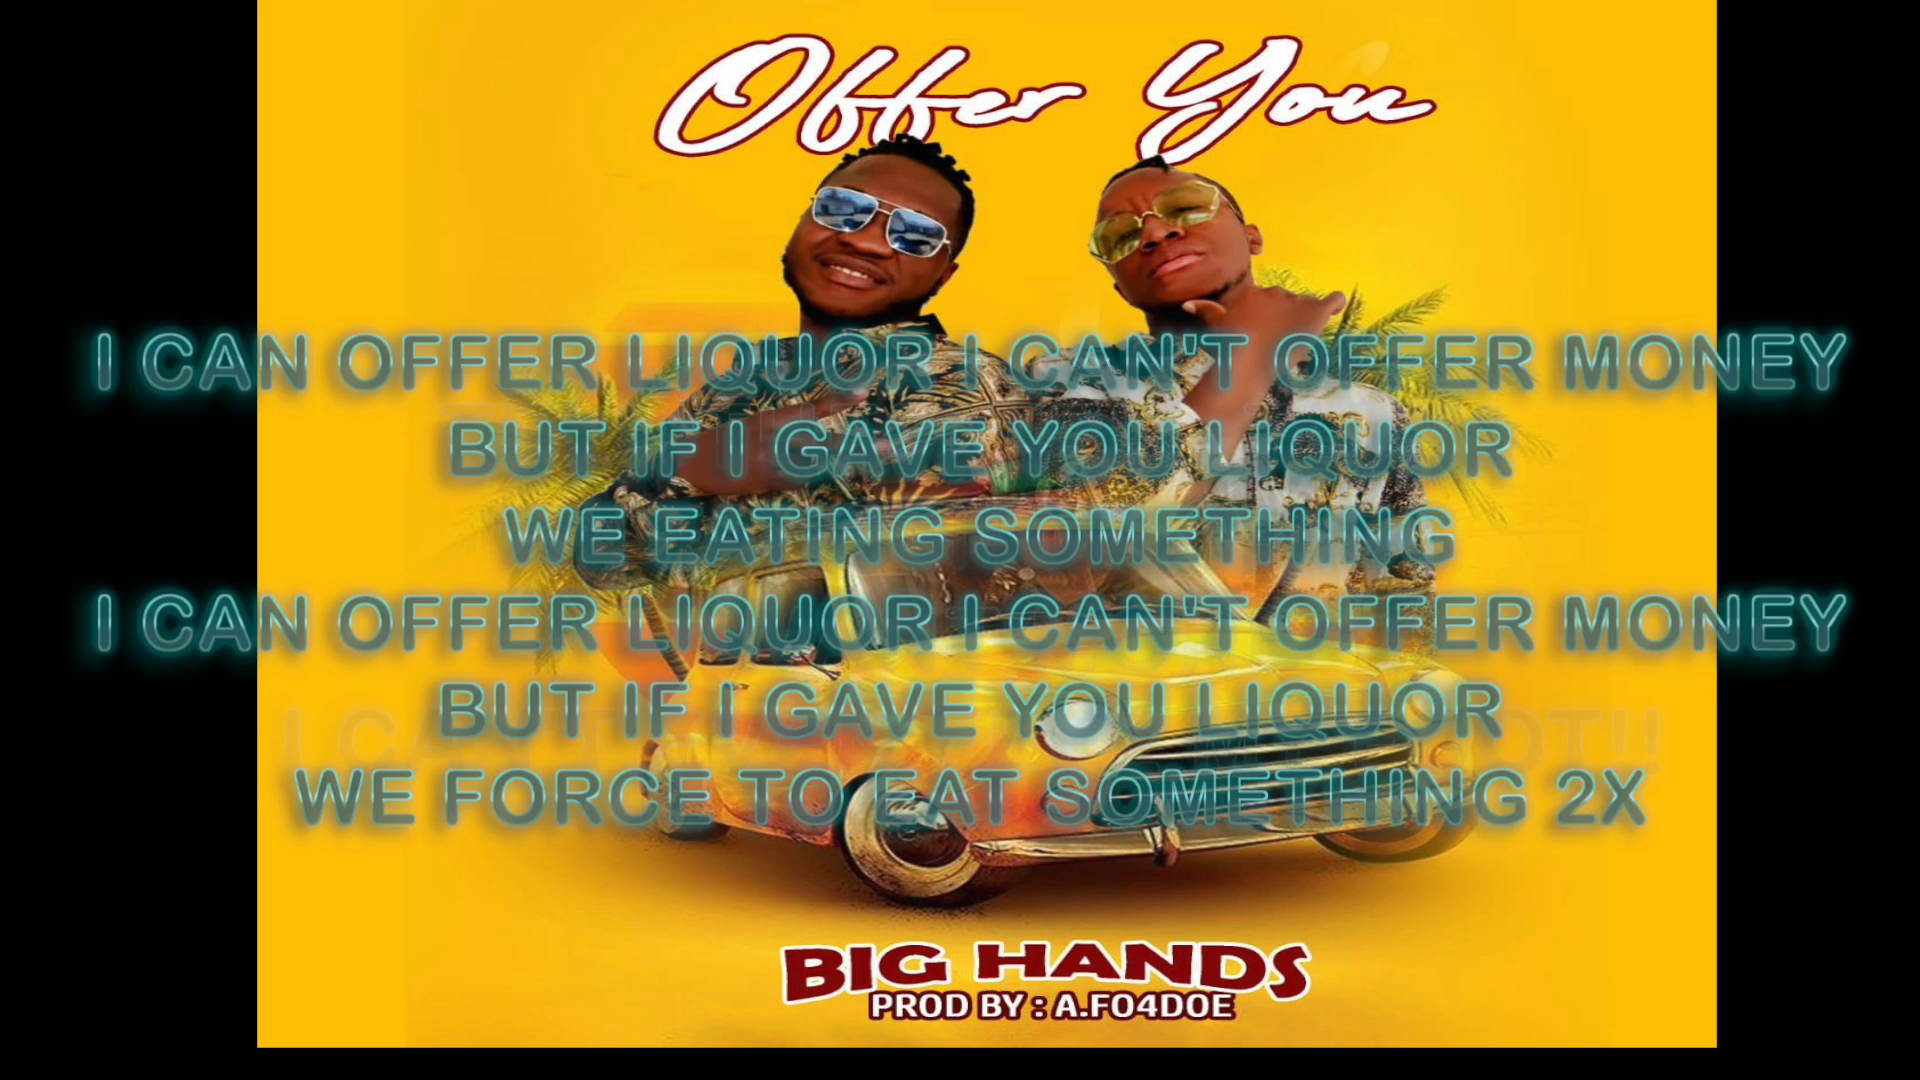 Offer You
I CAN OFFER LIQUOR I CAN'T OFFER MONEY
BUT IF I GAVE YOU LIQUOR
WE EATING SOMETHING
I CAN OFFER LIQUOR I CAN'T OFFER MONEY
BUT IF I GAVE YOU LIQUOR
WE FORCE TO EAT SOMETHING 2X
BIG HANDS
PROD BY : A.FO4DOE